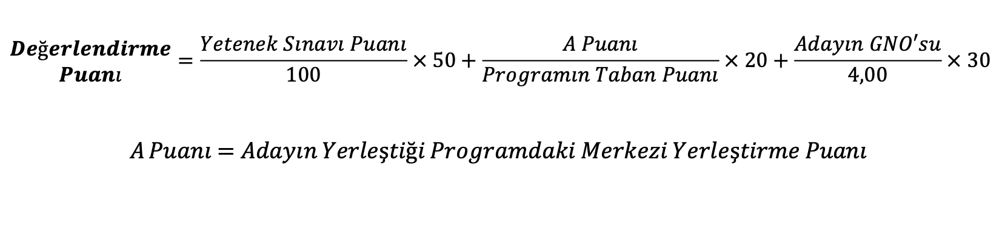 Değerlendirme Puanı = Yetenek Sınavı Puanı / 100 × 50 + A Puanı / Programın Taban Puanı × 20 + Adayın GNO'su / 4,00 × 30
A Puanı = Adayın Yerleştiği Programdaki Merkezi Yerleştirme Puanı